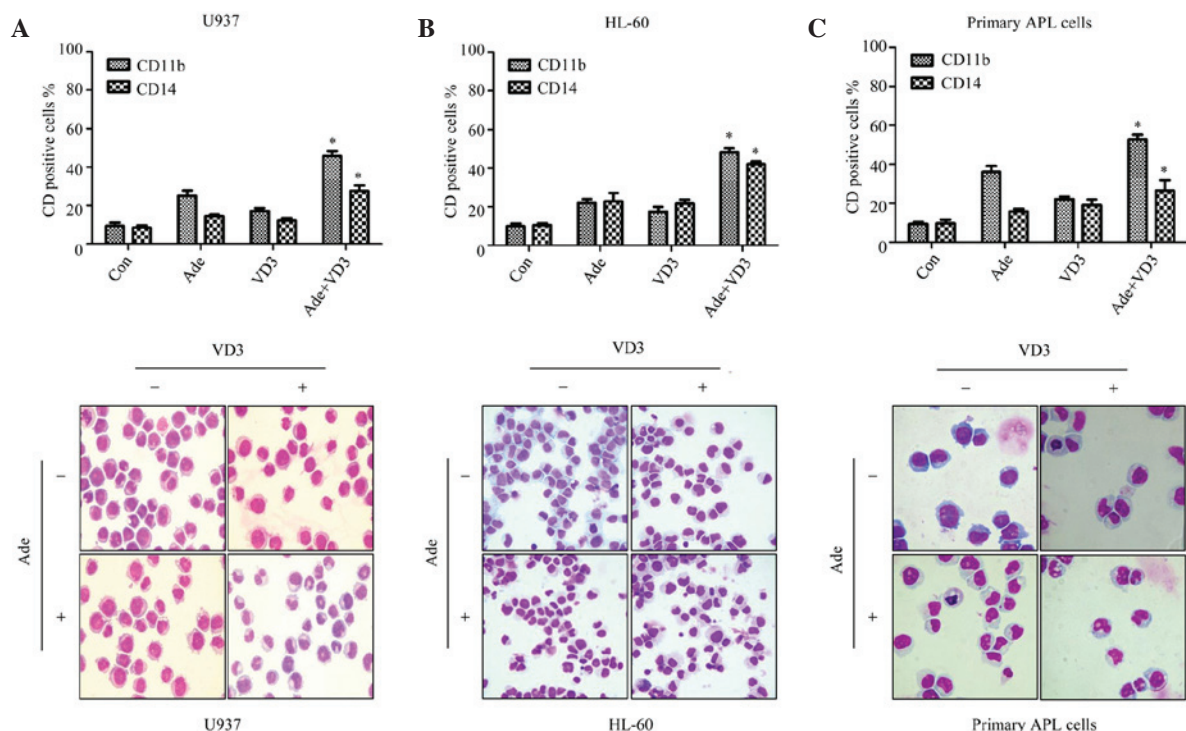 A
U937
CD positive cells %
100
80
60
40
20
0
CD11b
CD14
*
*
Con
Ade
VD3
Ade+VD3
B
HL-60
CD positive cells %
100
80
60
40
20
0
CD11b
CD14
*
*
Con
Ade
VD3
Ade+VD3
C
Primary APL cells
CD positive cells %
100
80
60
40
20
0
CD11b
CD14
*
*
Con
Ade
VD3
Ade+VD3
VD3
− +
Ade
−
+
U937
VD3
− +
Ade
−
+
HL-60
VD3
− +
Ade
−
+
Primary APL cells